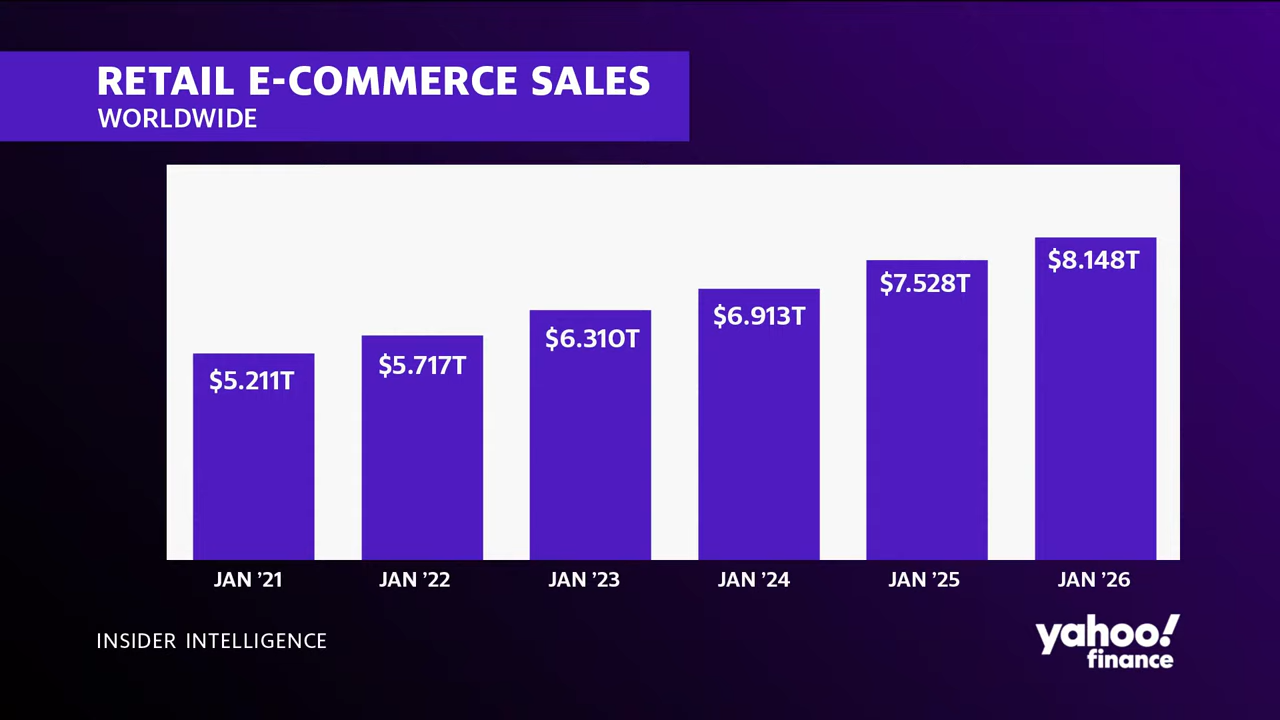 RETAIL E-COMMERCE SALES
WORLDWIDE
$5.211T
$5.717T
$6.310T
$6.913T
$7.528T
$8.148T
JAN ’21
JAN ’22
JAN ’23
JAN ’24
JAN ’25
JAN ’26
INSIDER INTELLIGENCE
yahoo!
finance